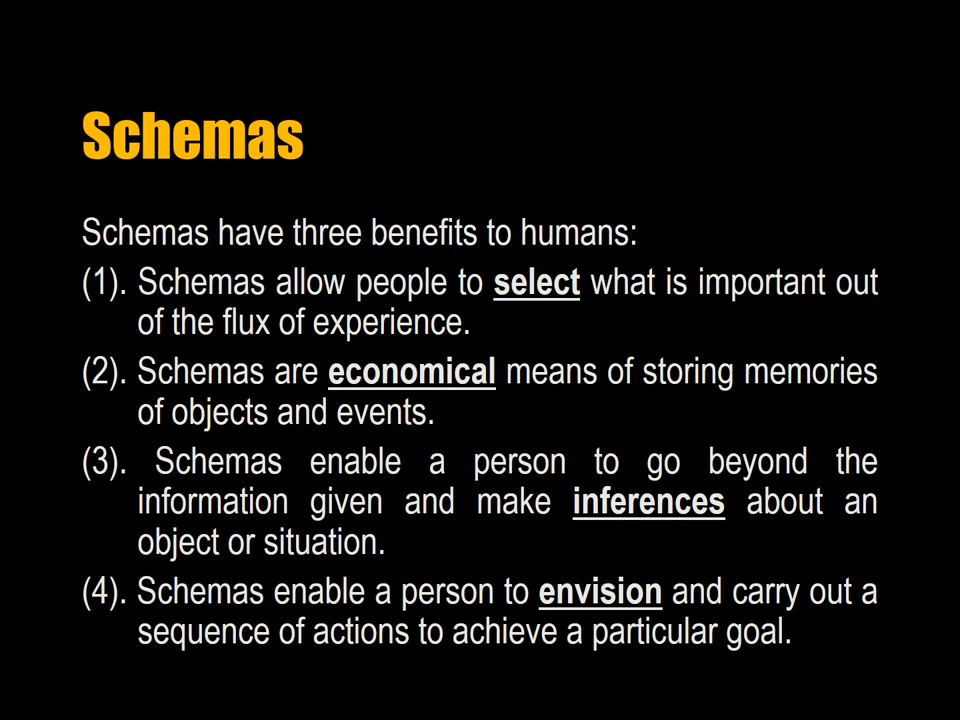 Schemas
Schemas have three benefits to humans:
(1). Schemas allow people to select what is important out
of the flux of experience.
(2). Schemas are economical means of storing memories
of objects and events.
(3). Schemas enable a person to go beyond the
information given and make inferences about an
object or situation.
(4). Schemas enable a person to envision and carry out a
sequence of actions to achieve a particular goal.